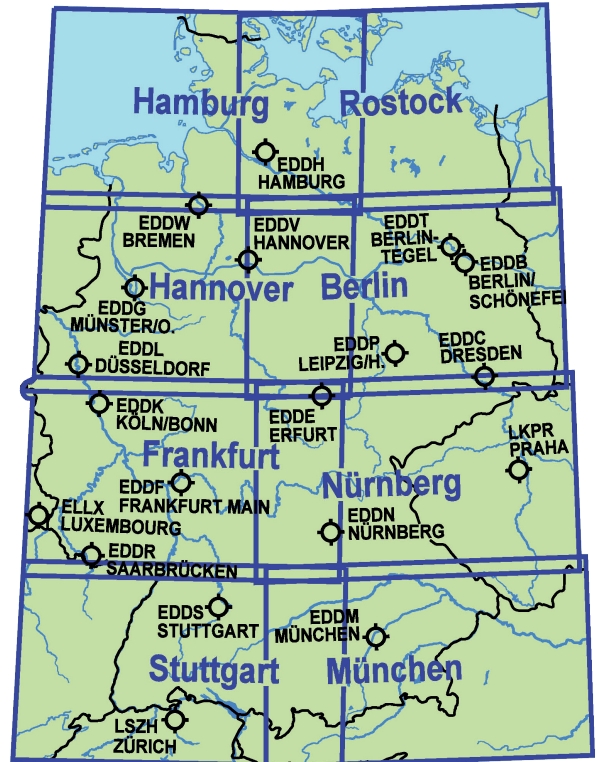 Hamburg
Rostock
EDDH
HAMBURG
EDDW
BREMEN
EDDV
HANNOVER
EDDT
BERLIN-
TEGEL
EDDB
BERLIN/
SCHÖNEFE
Hannover
Berlin
EDDG
MÜNSTER/O.
EDDP
LEIPZIG/H.
EDDC
DRESDEN
EDDL
DÜSSELDORF
EDDK
KÖLN/BONN
EDDE
ERFURT
LKPR
PRAHA
Frankfurt
Nürnberg
EDDF
FRANKFURT MAIN
ELLX
LUXEMBOURG
EDDN
NÜRNBERG
EDDR
SAARBRÜCKEN
EDDS
STUTTGART
EDDM
MÜNCHEN
Stuttgart
München
LSZH
ZÜRICH